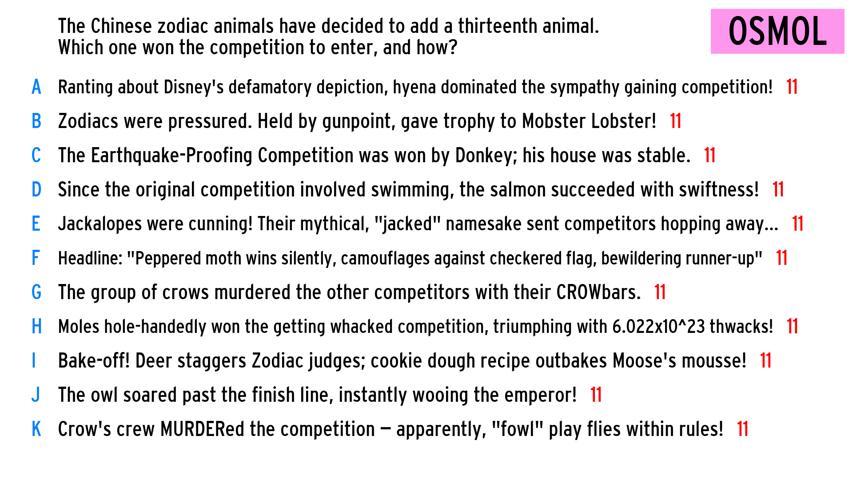 The Chinese zodiac animals have decided to add a thirteenth animal.
Which one won the competition to enter, and how?
OSMOL
A Ranting about Disney's defamatory depiction, hyena dominated the sympathy gaining competition! 11
B Zodiacs were pressured. Held by gunpoint, gave trophy to Mobster Lobster! 11
C The Earthquake-Proofing Competition was won by Donkey; his house was stable. 11
D Since the original competition involved swimming, the salmon succeeded with swiftness! 11
E Jackalopes were cunning! Their mythical, "jacked" namesake sent competitors hopping away... 11
F Headline: "Peppered moth wins silently, camouflages against checkered flag, bewildering runner-up" 11
G The group of crows murdered the other competitors with their CROWbars. 11
H Moles hole-handedly won the getting whacked competition, triumphing with 6.022x10^23 thwacks! 11
I Bake-off! Deer staggers Zodiac judges; cookie dough recipe outbakes Moose's mousse! 11
J The owl soared past the finish line, instantly wooing the emperor! 11
K Crow's crew MURDERed the competition – apparently, "fowl" play flies within rules! 11